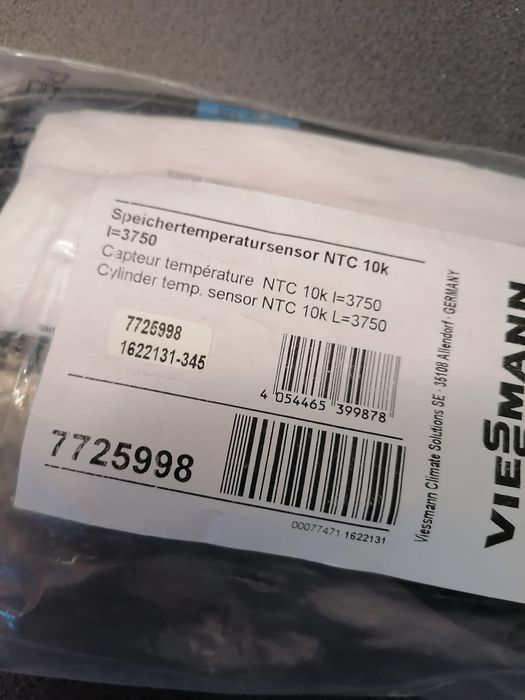 Speichertemperatursensor NTC 10k
l=3750
Capteur température NTC 10k l=3750
Cylinder temp. sensor NTC 10k L=3750
7725998
1622131-345
4 054465 399878
7725998
00077471 1622131
Viessmann Climate Solutions SE · 35108 Allendorf · GERMANY
VIESMANN